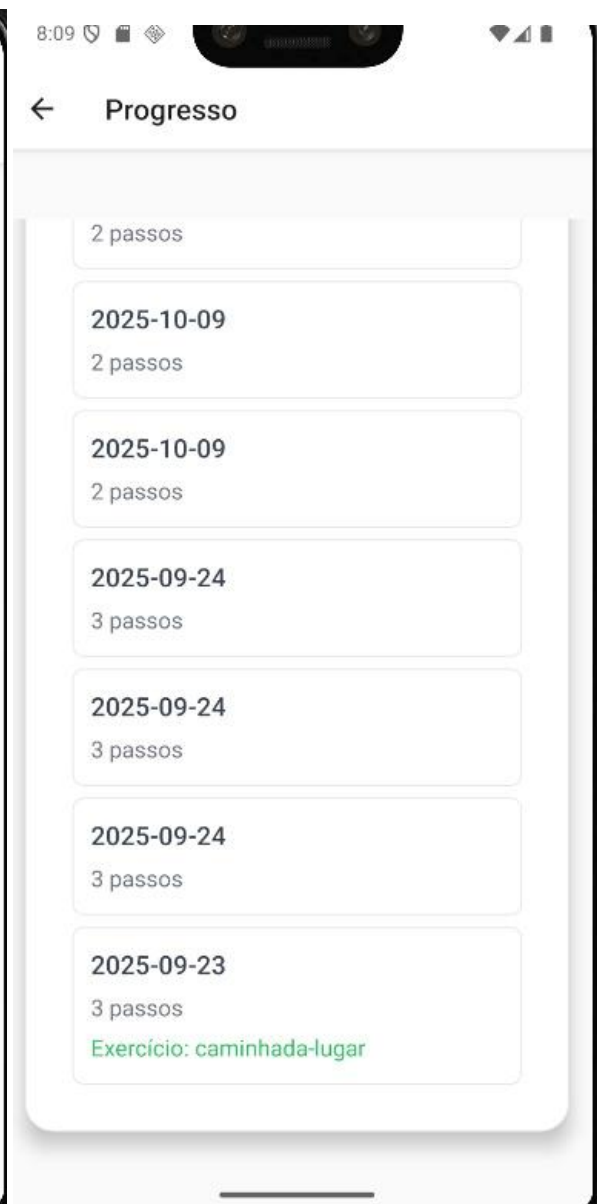 8:09
Progresso
2 passos
2025-10-09
2 passos
2025-10-09
2 passos
2025-09-24
3 passos
2025-09-24
3 passos
2025-09-24
3 passos
2025-09-23
3 passos
Exercício: caminhada-lugar